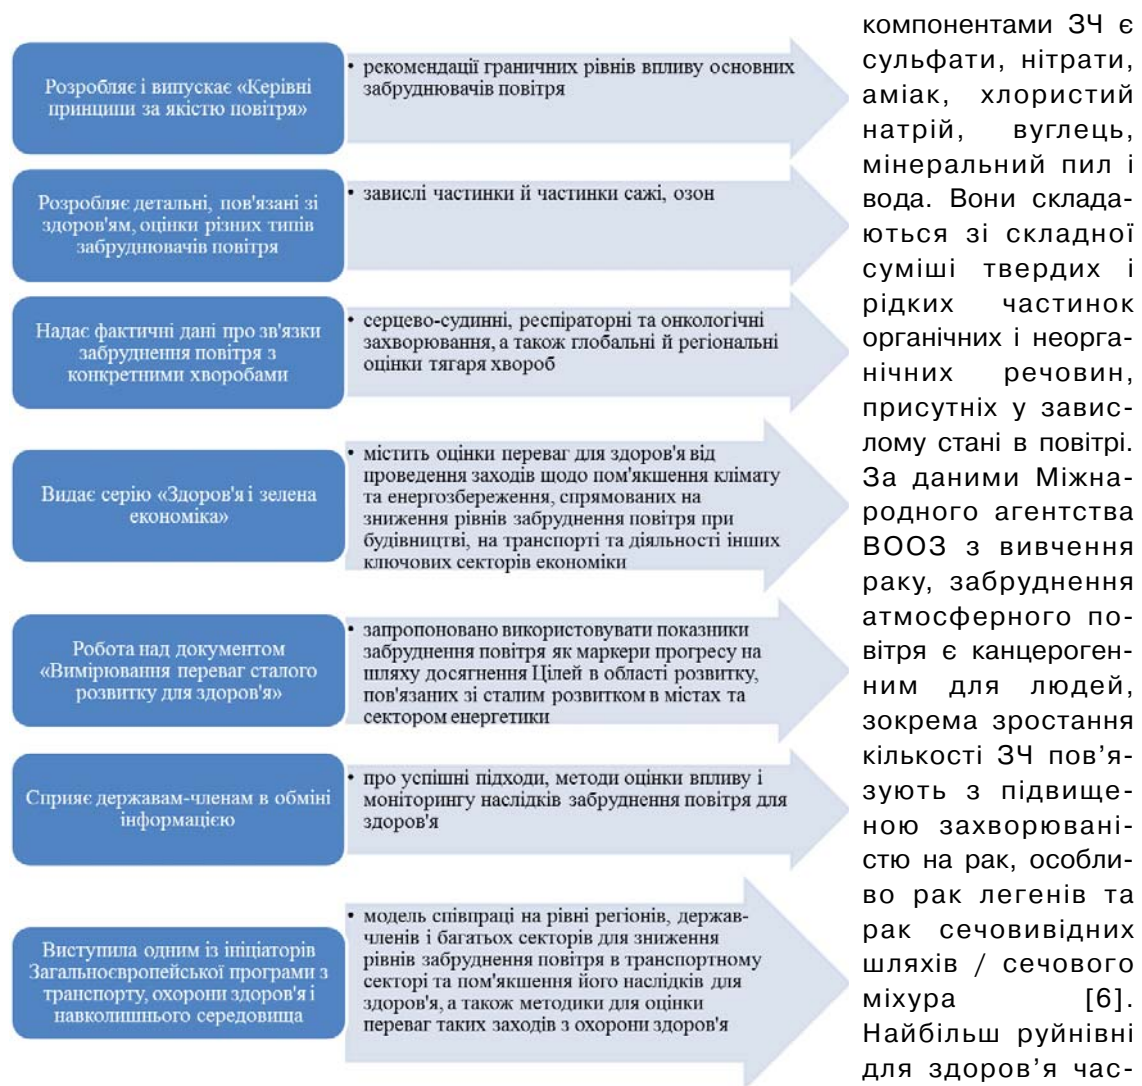 Розробляє і випускає «Керівні
принципи за якістю повітря»
• рекомендації граничних рівнів впливу основних
забруднювачів повітря
Розробляє детальні, пов'язані зі
здоров'ям, оцінки різних типів
забруднювачів повітря
• завислі частинки й частинки сажі, озон
Надає фактичні дані про зв'язки
забруднення повітря з
конкретними хворобами
• серцево-судинні, респіраторні та онкологічні
захворювання, а також глобальні й регіональні
оцінки тягаря хвороб
Видає серію «Здоров'я і зелена
економіка»
• містить оцінки переваг для здоров'я від
проведення заходів щодо пом'якшення клімату
та енергозбереження, спрямованих на
зниження рівнів забруднення повітря при
будівництві, на транспорті та діяльності інших
ключових секторів економіки
Робота над документом
«Вимірювання переваг сталого
розвитку для здоров'я»
• запропоновано використовувати показники
забруднення повітря як маркери прогресу на
шляху досягнення Цілей в області розвитку,
пов'язаних зі сталим розвитком в містах та
сектором енергетики
Сприяє державам-членам в обміні
інформацією
• про успішні підходи, методи оцінки впливу і
моніторингу наслідків забруднення повітря для
здоров'я
Виступила одним із ініціаторів
Загальноєвропейської програми з
транспорту, охорони здоров'я і
навколишнього середовища
• модель співпраці на рівні регіонів, держав-
членів і багатьох секторів для зниження
рівнів забруднення повітря в транспортному
секторі та пом'якшення його наслідків для
здоров'я, а також методики для оцінки
переваг таких заходів з охорони здоров'я
компонентами ЗЧ є
сульфати, нітрати,
аміак, хлористий
натрій, вуглець,
мінеральний пил і
вода. Вони склада-
ються зі складної
суміші твердих і
рідких частинок
органічних і неорга-
нічних речовин,
присутніх у завис-
лому стані в повітрі.
За даними Міжна-
родного агентства
ВООЗ з вивчення
раку, забруднення
атмосферного по-
вітря є канцероген-
ним для людей,
зокрема зростання
кількості ЗЧ пов’я-
зують з підвище-
ною захворювані-
стю на рак, особли-
во рак легенів та
рак сечовивідних
шляхів / сечового
міхура [6].
Найбільш руйнівні
для здоров’я час-